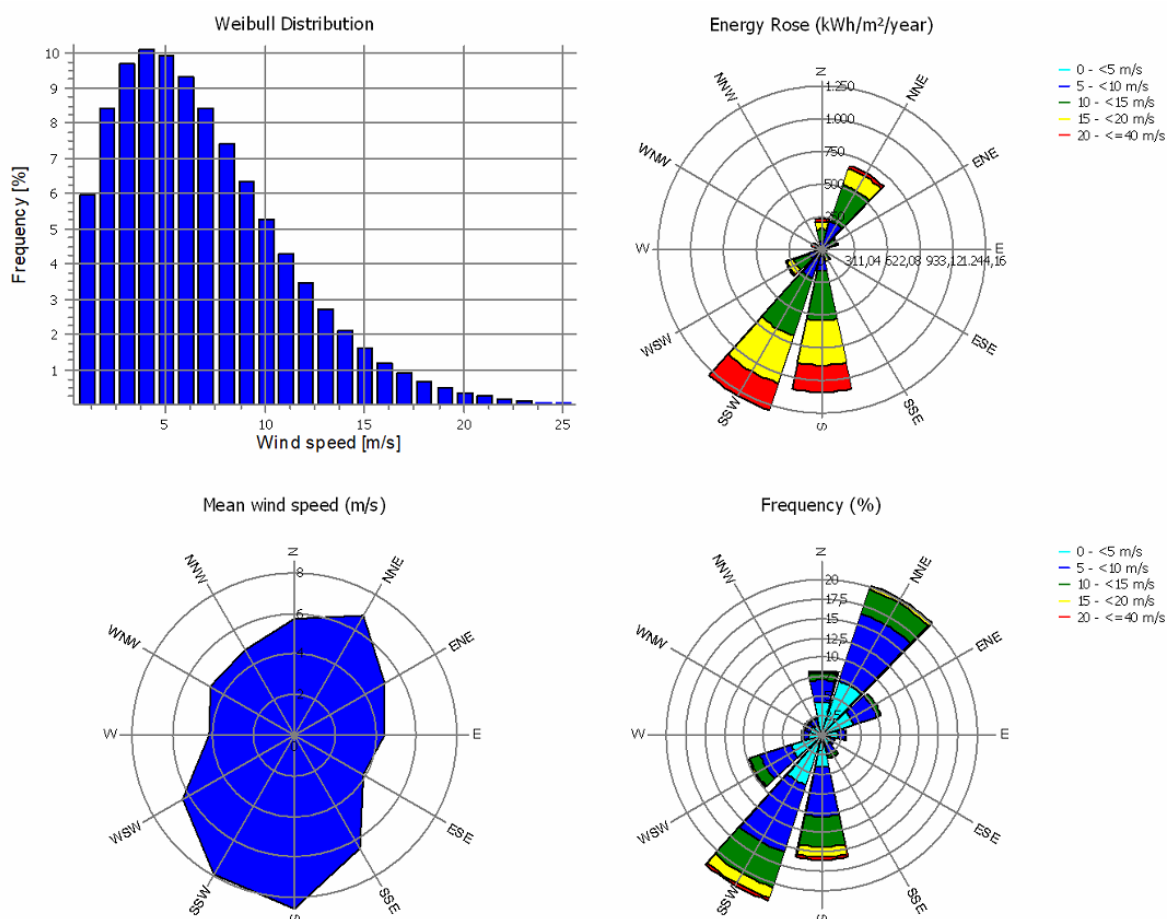 Weibull Distribution
Frequency [%]
10
9
8
7
6
5
4
3
2
1
5
10
15
20
25
Wind speed [m/s]
Energy Rose (kWh/m²/year)
N
NNE
ENE
E
ESE
SSE
S
SSW
WSW
W
WNW
NNW
1.250
1.000
750
500
250
311,04 622,08 933,12 1.244,16
0 - <5 m/s
5 - <10 m/s
10 - <15 m/s
15 - <20 m/s
20 - <=40 m/s
Mean wind speed (m/s)
N
NNE
ENE
E
ESE
SSE
S
SSW
WSW
W
WNW
NNW
8
6
4
2
Frequency (%)
N
NNE
ENE
E
ESE
SSE
S
SSW
WSW
W
WNW
NNW
20
17,5
15
12,5
10
7,5
0 - <5 m/s
5 - <10 m/s
10 - <15 m/s
15 - <20 m/s
20 - <=40 m/s